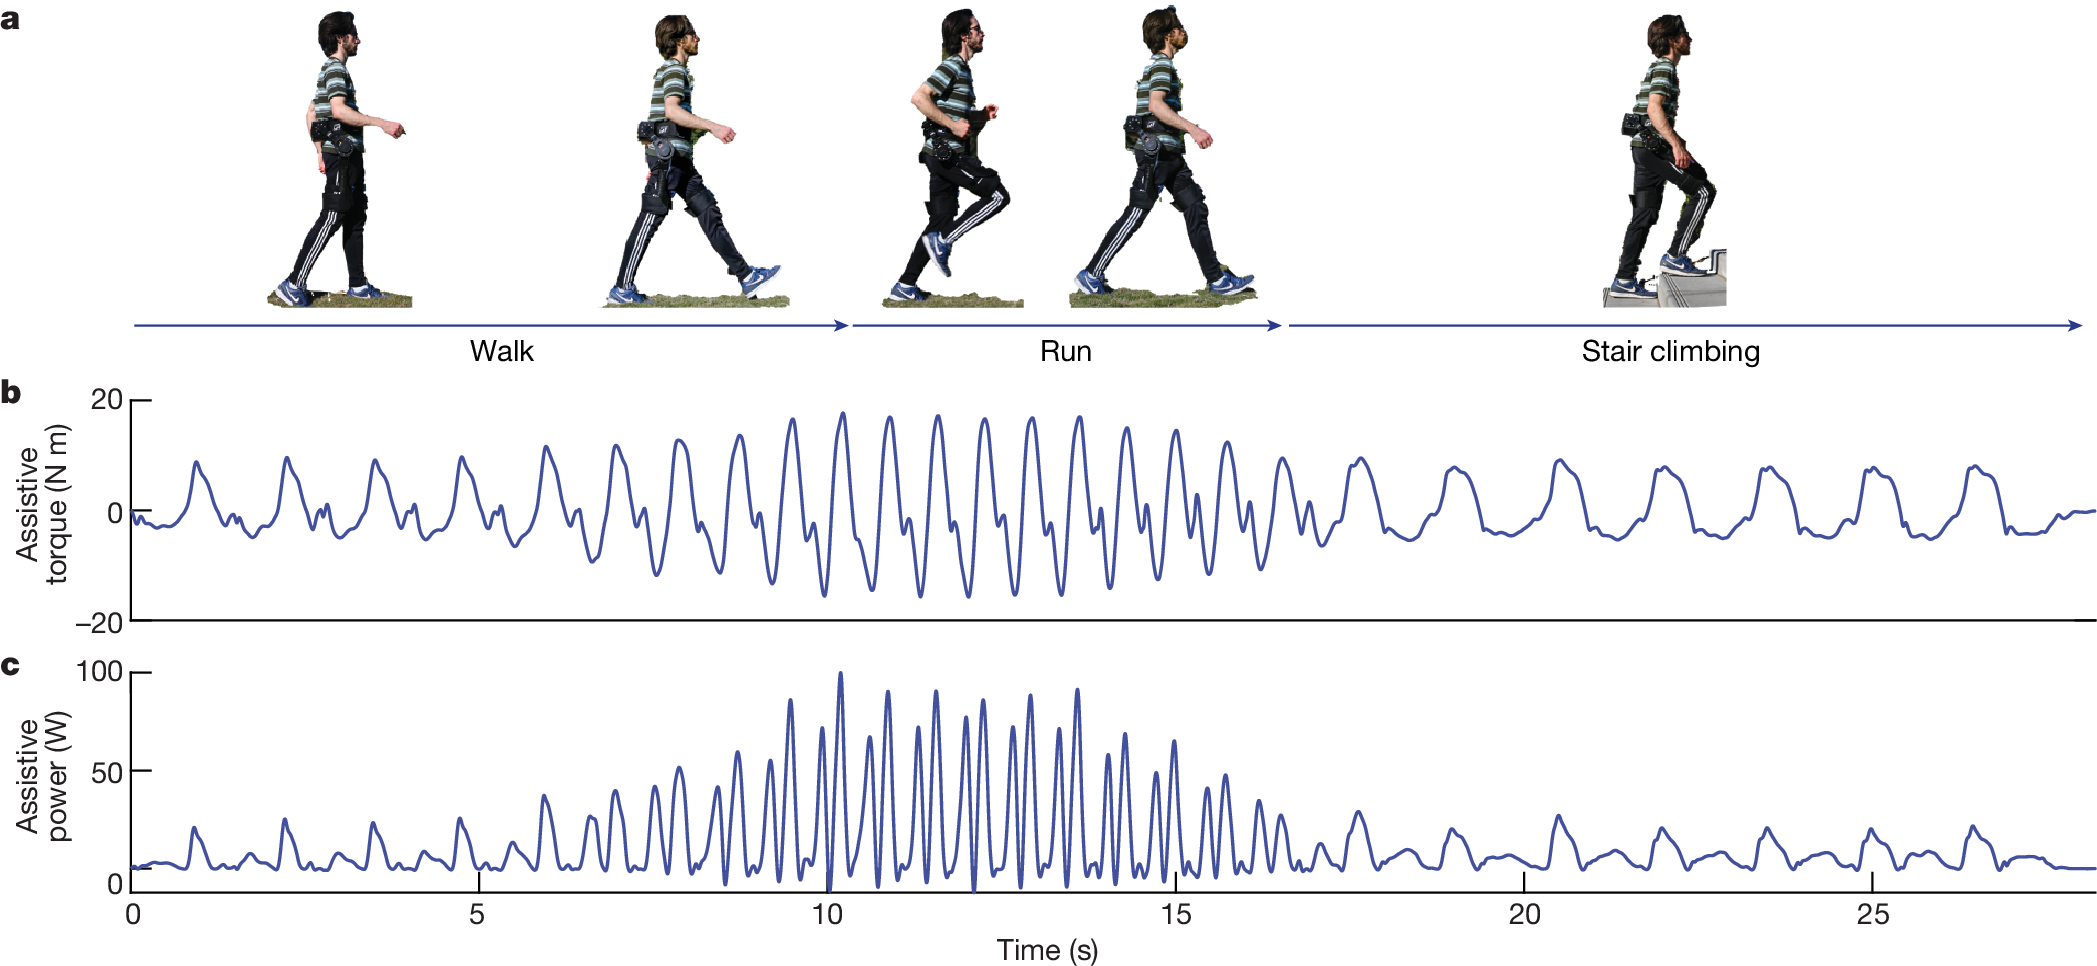 a
Walk
Run
Stair climbing
b
20
0
–20
Assistive
torque (N m)
c
100
50
0
Assistive
power (W)
0
5
10
15
20
25
Time (s)